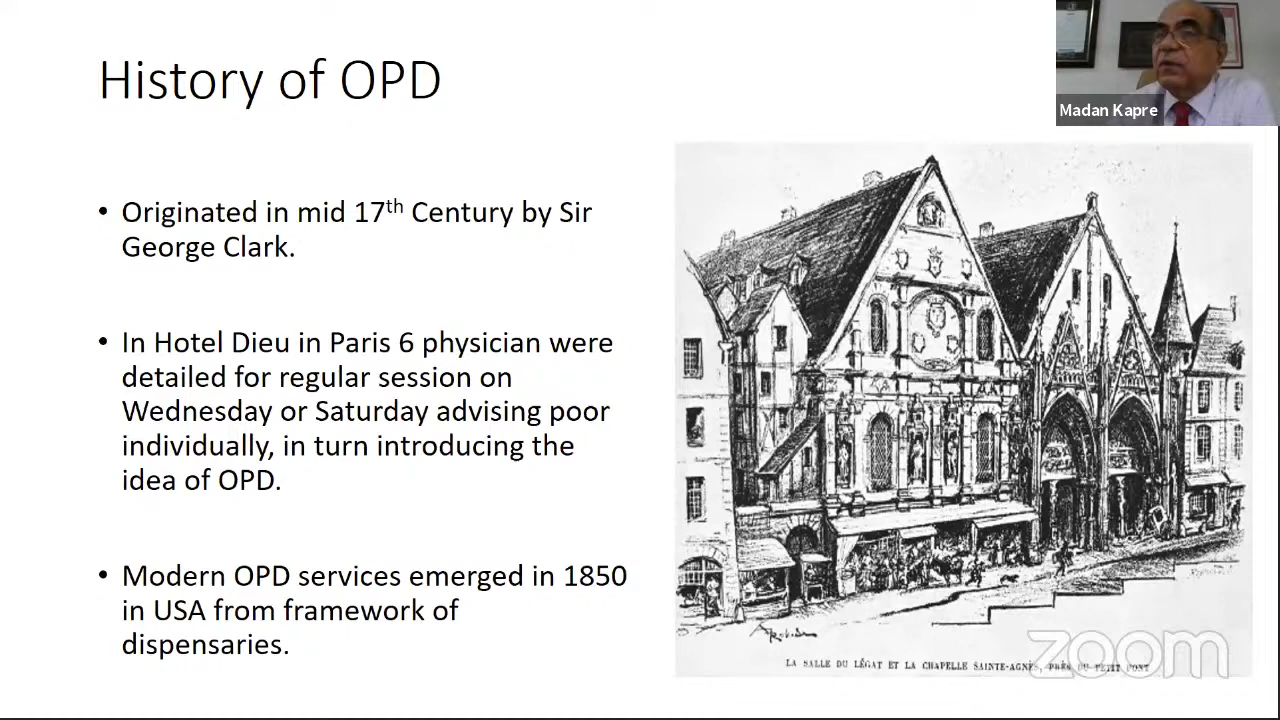 History of OPD
Madan Kapre
• Originated in mid 17th Century by Sir
George Clark.
• In Hotel Dieu in Paris 6 physician were
detailed for regular session on
Wednesday or Saturday advising poor
individually, in turn introducing the
idea of OPD.
• Modern OPD services emerged in 1850
in USA from framework of
dispensaries.
LA SALLE DU LÉGAT ET LA CHAPELLE SAINTE-AGNÈS, PRÈS DU PETIT PONT
zoom